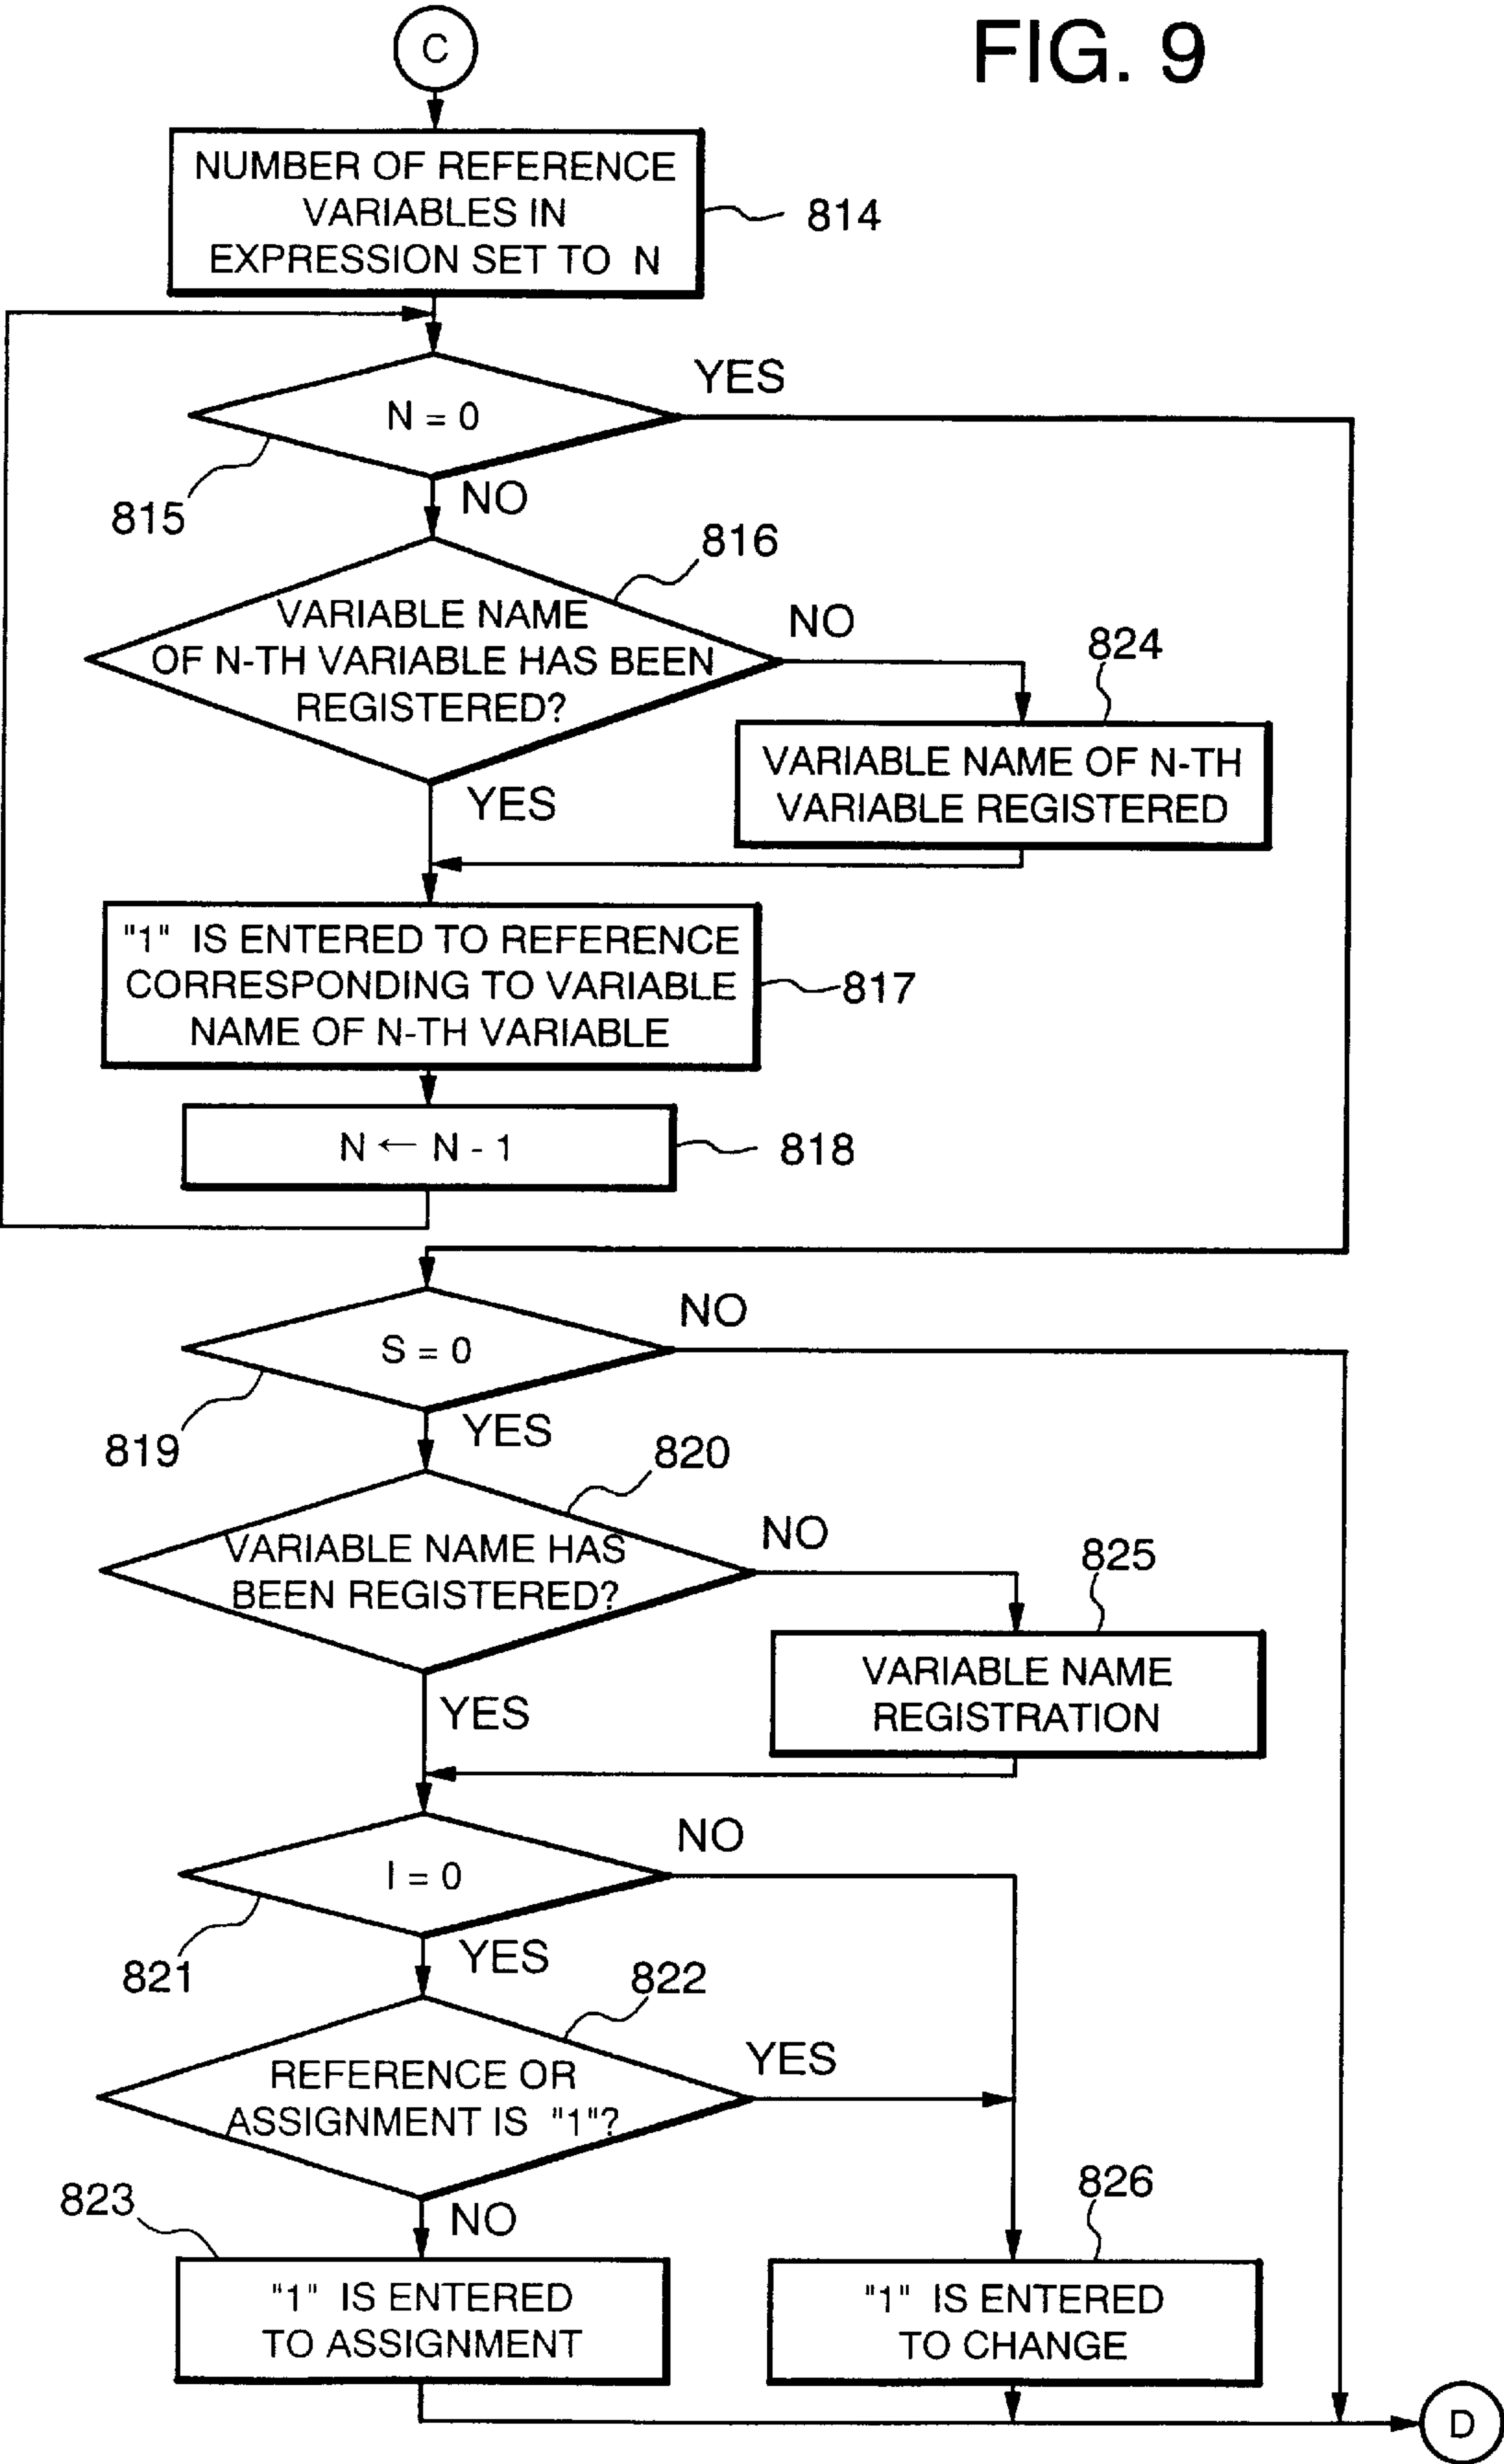 FIG. 9
C
NUMBER OF REFERENCE
VARIABLES IN
EXPRESSION SET TO N
814
N = 0
YES
815
NO
816
VARIABLE NAME
OF N-TH VARIABLE HAS BEEN
REGISTERED?
NO
824
VARIABLE NAME OF N-TH
VARIABLE REGISTERED
YES
"1" IS ENTERED TO REFERENCE
CORRESPONDING TO VARIABLE
NAME OF N-TH VARIABLE
817
N ← N - 1
818
S = 0
NO
819
YES
820
VARIABLE NAME HAS
BEEN REGISTERED?
NO
825
VARIABLE NAME
REGISTRATION
YES
I = 0
NO
821
YES
822
REFERENCE OR
ASSIGNMENT IS "1"?
YES
823
NO
826
"1" IS ENTERED
TO ASSIGNMENT
"1" IS ENTERED
TO CHANGE
D